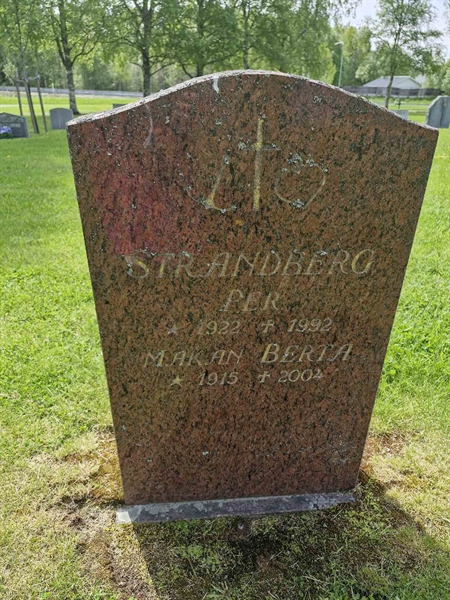 STRANDBERG
PER
★ 1922 ✝ 1992
MAKAN BERTA
★ 1915 ✝ 2004